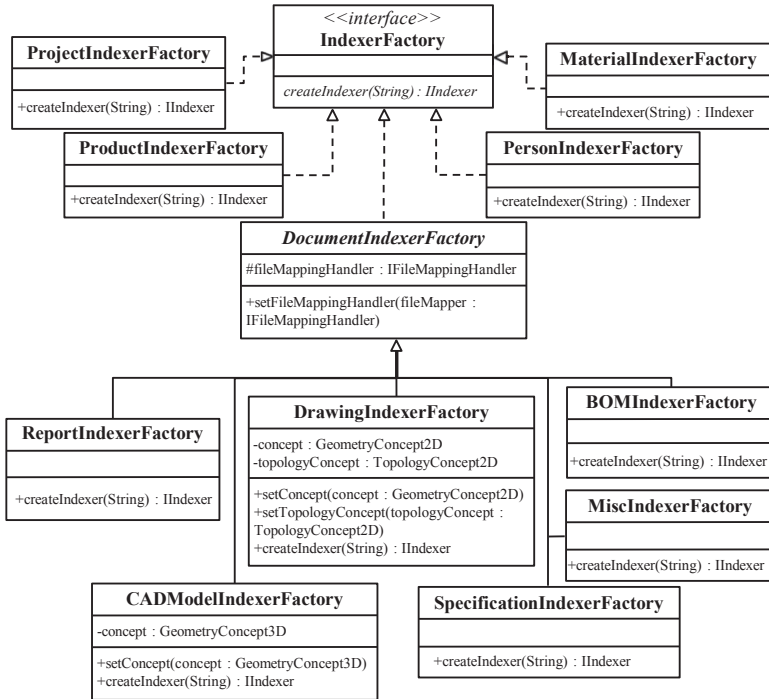 <<interface>>
IndexerFactory
createIndexer(String) : IIndexer
ProjectIndexerFactory
+createIndexer(String) : IIndexer
MaterialIndexerFactory
+createIndexer(String) : IIndexer
ProductIndexerFactory
+createIndexer(String) : IIndexer
PersonIndexerFactory
+createIndexer(String) : IIndexer
DocumentIndexerFactory
#fileMappingHandler : IFileMappingHandler
+setFileMappingHandler(fileMapper :
IFileMappingHandler)
ReportIndexerFactory
+createIndexer(String) : IIndexer
DrawingIndexerFactory
-concept : GeometryConcept2D
-topologyConcept : TopologyConcept2D
+setConcept(concept : GeometryConcept2D)
+setTopologyConcept(topologyConcept :
TopologyConcept2D)
+createIndexer(String) : IIndexer
BOMIndexerFactory
+createIndexer(String) : IIndexer
MiscIndexerFactory
+createIndexer(String) : IIndexer
CADModelIndexerFactory
-concept : GeometryConcept3D
+setConcept(concept : GeometryConcept3D)
+createIndexer(String) : IIndexer
SpecificationIndexerFactory
+createIndexer(String) : IIndexer